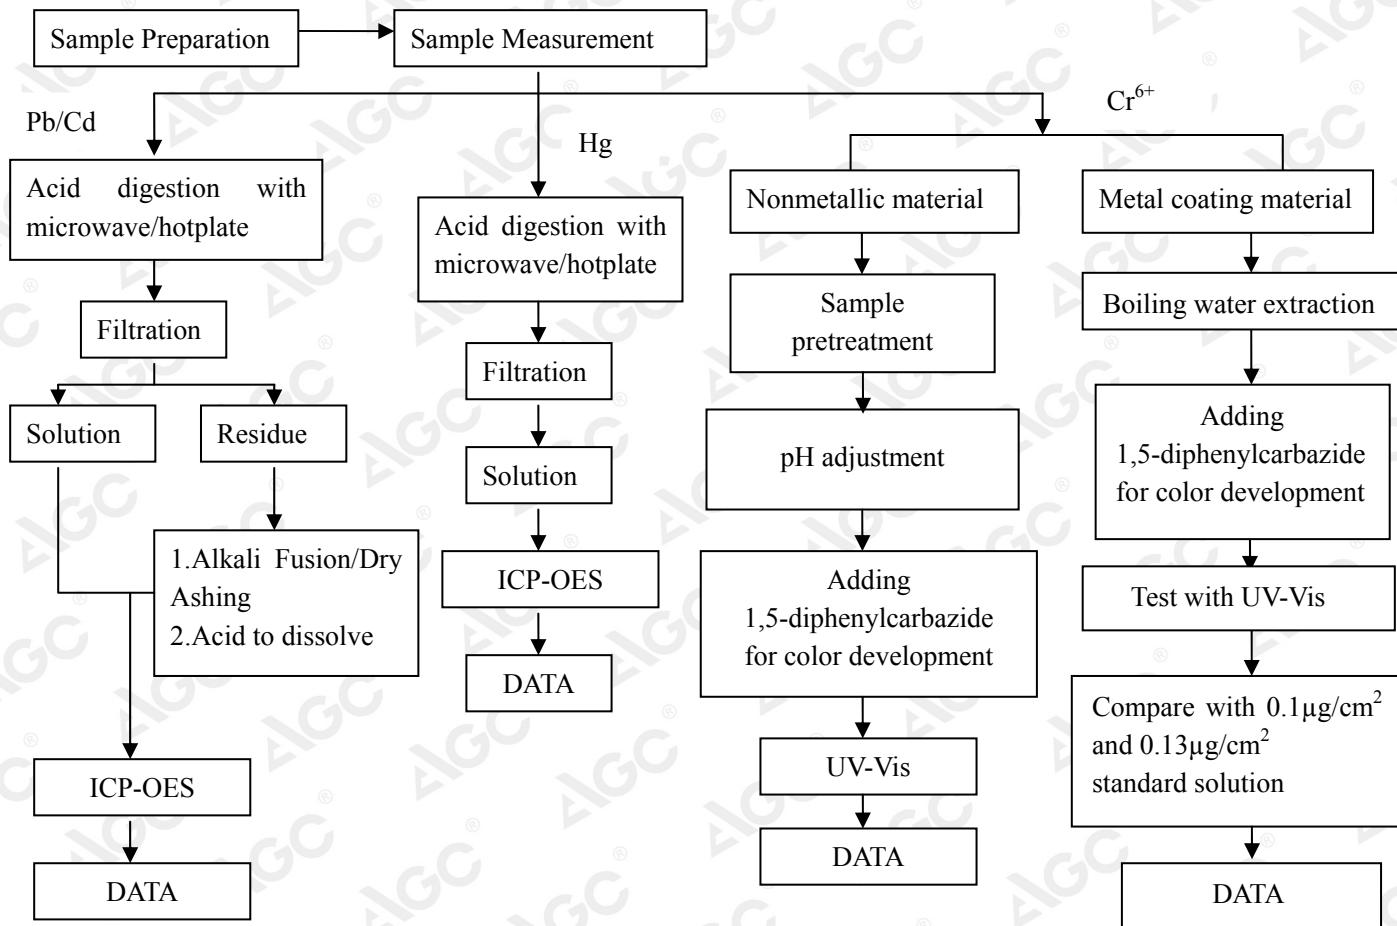 Sample Preparation
Sample Measurement
Pb/Cd
Hg
Cr⁶⁺
Acid digestion with
microwave/hotplate
Filtration
Solution
Residue
1.Alkali Fusion/Dry
Ashing
2.Acid to dissolve
ICP-OES
DATA
Acid digestion with
microwave/hotplate
Filtration
Solution
ICP-OES
DATA
Nonmetallic material
Sample
pretreatment
pH adjustment
Adding
1,5-diphenylcarbazide
for color development
UV-Vis
DATA
Metal coating material
Boiling water extraction
Adding
1,5-diphenylcarbazide
for color development
Test with UV-Vis
Compare with 0.1µg/cm²
and 0.13µg/cm²
standard solution
DATA
AGC®